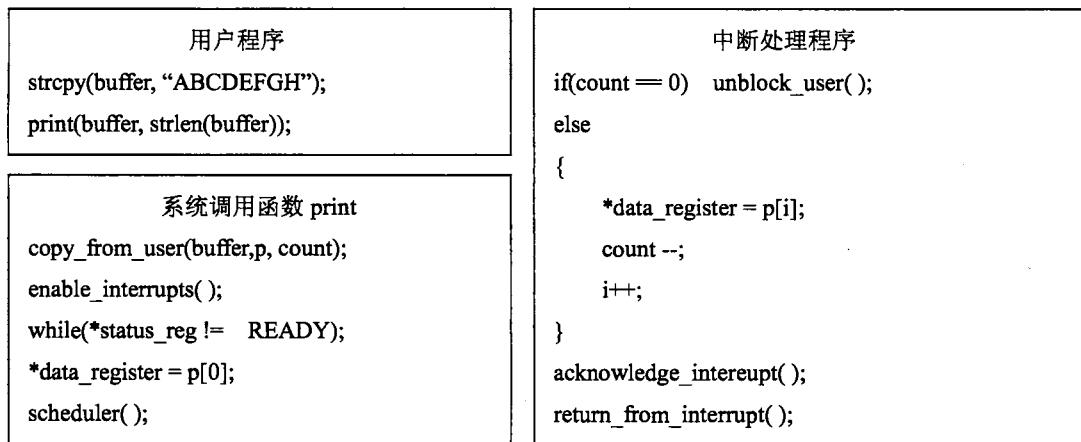 用户程序
strcpy(buffer, “ABCDEFGH”);
print(buffer, strlen(buffer));
系统调用函数 print
copy_from_user(buffer,p, count);
enable_interrupts( );
while(*status_reg != READY);
*data_register = p[0];
scheduler( );
中断处理程序
if(count == 0) unblock_user( );
else
{
*data_register = p[i];
count --;
i++;
}
acknowledge_intereupt( );
return_from_interrupt( );